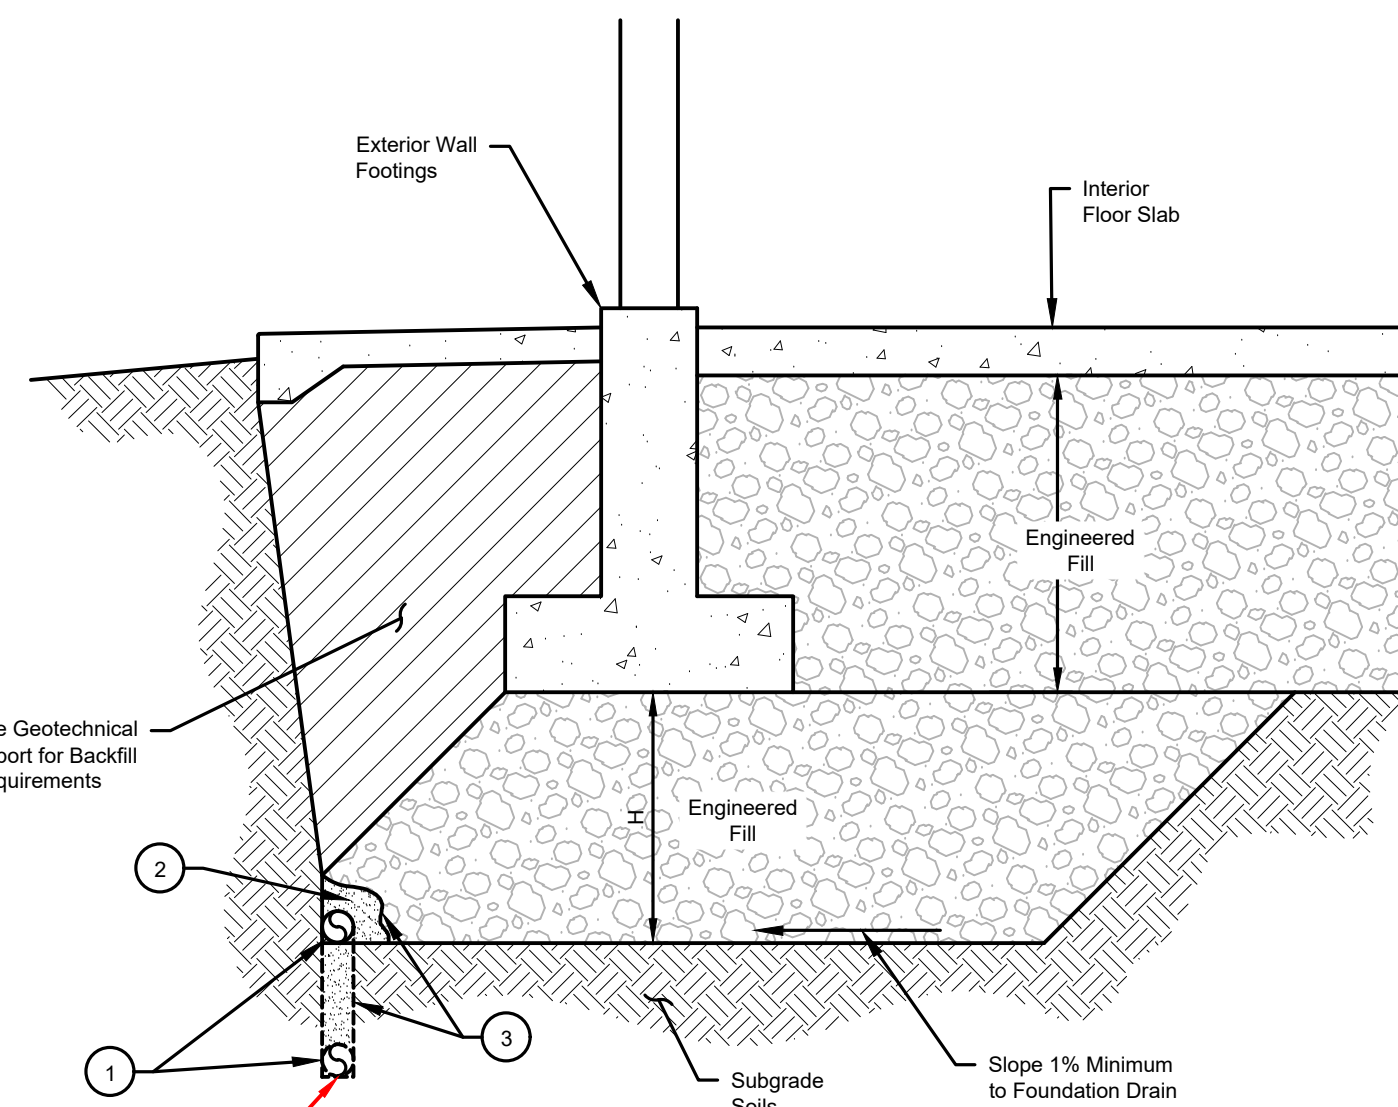 Exterior Wall
Footings
Interior
Floor Slab
Engineered
Fill
e Geotechnical
port for Backfill
quirements
H
Engineered
Fill
2
1
3
Subgrade
Soils
Slope 1% Minimum
to Foundation Drain